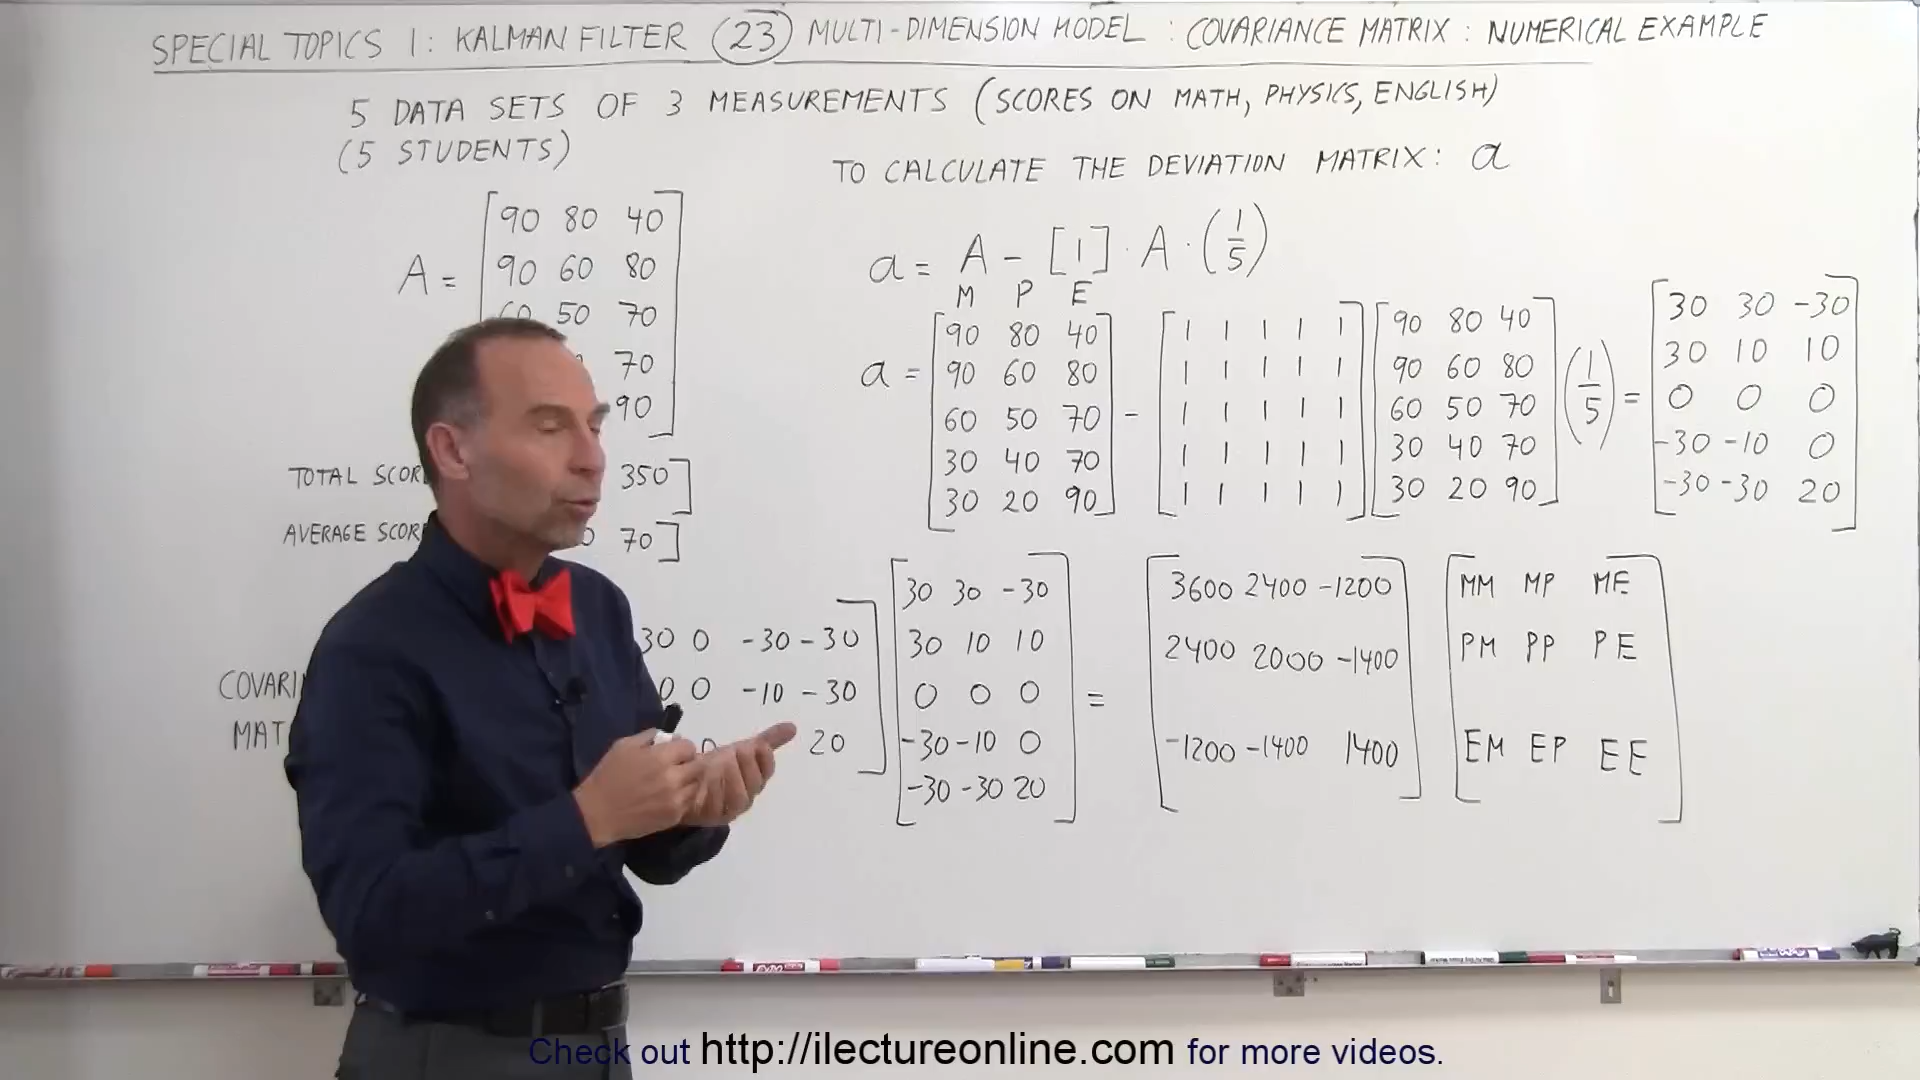 SPECIAL TOPICS 1: KALMAN FILTER (23) MULTI-DIMENSION MODEL : COVARIANCE MATRIX : NUMERICAL EXAMPLE
5 DATA SETS OF 3 MEASUREMENTS (SCORES ON MATH, PHYSICS, ENGLISH)
(5 STUDENTS)
90 80 40
A = 90 60 80
60 50 70
70
90
TOTAL SCOR 350]
AVERAGE SCOR 70]
TO CALCULATE THE DEVIATION MATRIX: a
a = A - [1] · A · (1/5)
M P E
90 80 40
90 60 80
60 50 70
30 40 70
30 20 90
a = -
1 1 1 1 1
1 1 1 1 1
1 1 1 1 1
1 1 1 1 1
1 1 1 1 1
90 80 40
90 60 80
60 50 70
30 40 70
30 20 90
(1/5) =
30 30 -30
30 10 10
0 0 0
-30 -10 0
-30 -30 20
COVARI
MAT
30 0 -30 -30
0 0 -10 -30
0 20
30 30 -30
30 10 10
0 0 0
-30 -10 0
-30 -30 20
=
3600 2400 -1200
2400 2000 -1400
-1200 -1400 1400
MM MP ME
PM PP PE
EM EP EE
Check out http://ilectureonline.com for more videos.